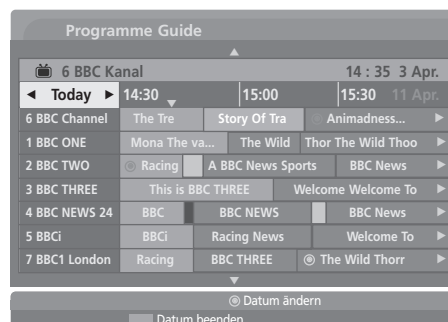 Programme Guide
6 BBC Kanal 14 : 35 3 Apr.
Today 14:30 15:00 15:30 11 Apr.
6 BBC Channel The Tre Story Of Tra Animadness...
1 BBC ONE Mona The va... The Wild Thor The Wild Thoo
2 BBC TWO Racing A BBC News Sports BBC News
3 BBC THREE This is BBC THREE Welcome Welcome To
4 BBC NEWS 24 BBC BBC NEWS BBC News
5 BBCi BBCi Racing News Welcome To
7 BBC1 London Racing BBC THREE The Wild Thorr
Datum ändern
Datum beenden